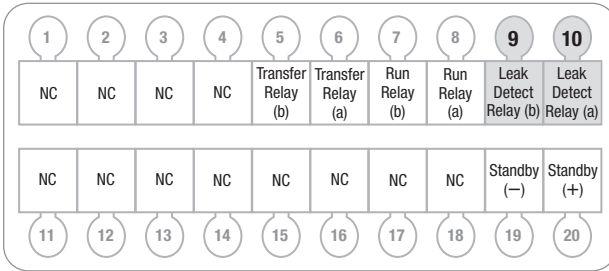 1 2 3 4 5 6 7 8 9 10
NC NC NC NC Transfer Relay (b) Transfer Relay (a) Run Relay (b) Run Relay (a) Leak Detect Relay (b) Leak Detect Relay (a)
NC NC NC NC NC NC NC NC Standby (−) Standby (+)
11 12 13 14 15 16 17 18 19 20